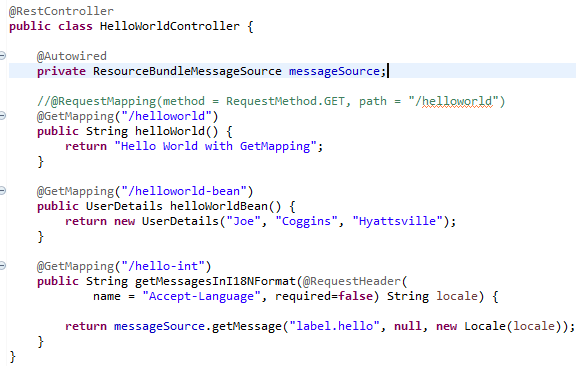 @RestController
public class HelloWorldController {
@Autowired
private ResourceBundleMessageSource messageSource;
//@RequestMapping(method = RequestMethod.GET, path = "/helloworld")
@GetMapping("/helloworld")
public String helloWorld() {
return "Hello World with GetMapping";
}
@GetMapping("/helloworld-bean")
public UserDetails helloWorldBean() {
return new UserDetails("Joe", "Coggins", "Hyattsville");
}
@GetMapping("/hello-int")
public String getMessagesInI18NFormat(@RequestHeader(
name = "Accept-Language", required=false) String locale) {
return messageSource.getMessage("label.hello", null, new Locale(locale));
}
}